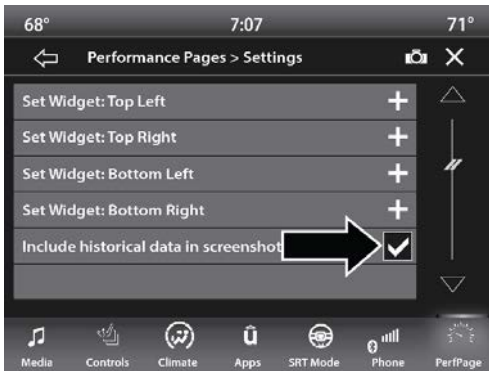 68° 7:07 71°
Performance Pages > Settings
Set Widget: Top Left
Set Widget: Top Right
Set Widget: Bottom Left
Set Widget: Bottom Right
Include historical data in screenshot
Media Controls Climate Apps SRT Mode Phone PerfPage